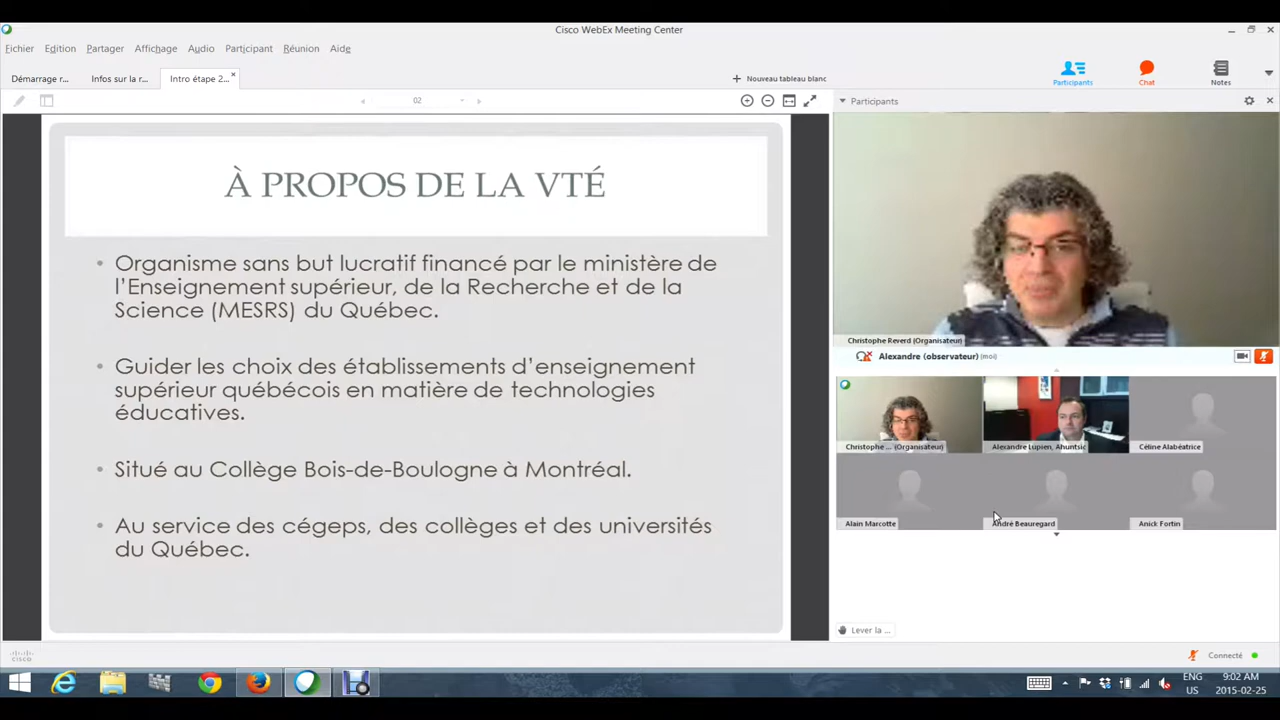 Cisco WebEx Meeting Center
Fichier Edition Partager Affichage Audio Participant Réunion Aide
Démarrage r... Infos sur la r... Intro étape 2... Nouveau tableau blanc
Participants Chat Notes
02
Participants
À PROPOS DE LA VTÉ
• Organisme sans but lucratif financé par le ministère de
l'Enseignement supérieur, de la Recherche et de la
Science (MESRS) du Québec.
• Guider les choix des établissements d'enseignement
supérieur québécois en matière de technologies
éducatives.
• Situé au Collège Bois-de-Boulogne à Montréal.
• Au service des cégeps, des collèges et des universités
du Québec.
Christophe Reverd (Organisateur)
Alexandre (observateur) (moi)
Christophe ... (Organisateur) Alexandre Lupien, Ahuntsic Céline Alabéatrice
Alain Marcotte André Beauregard Anick Fortin
Lever la ...
cisco
Connecté
ENG
US
9:02 AM
2015-02-25